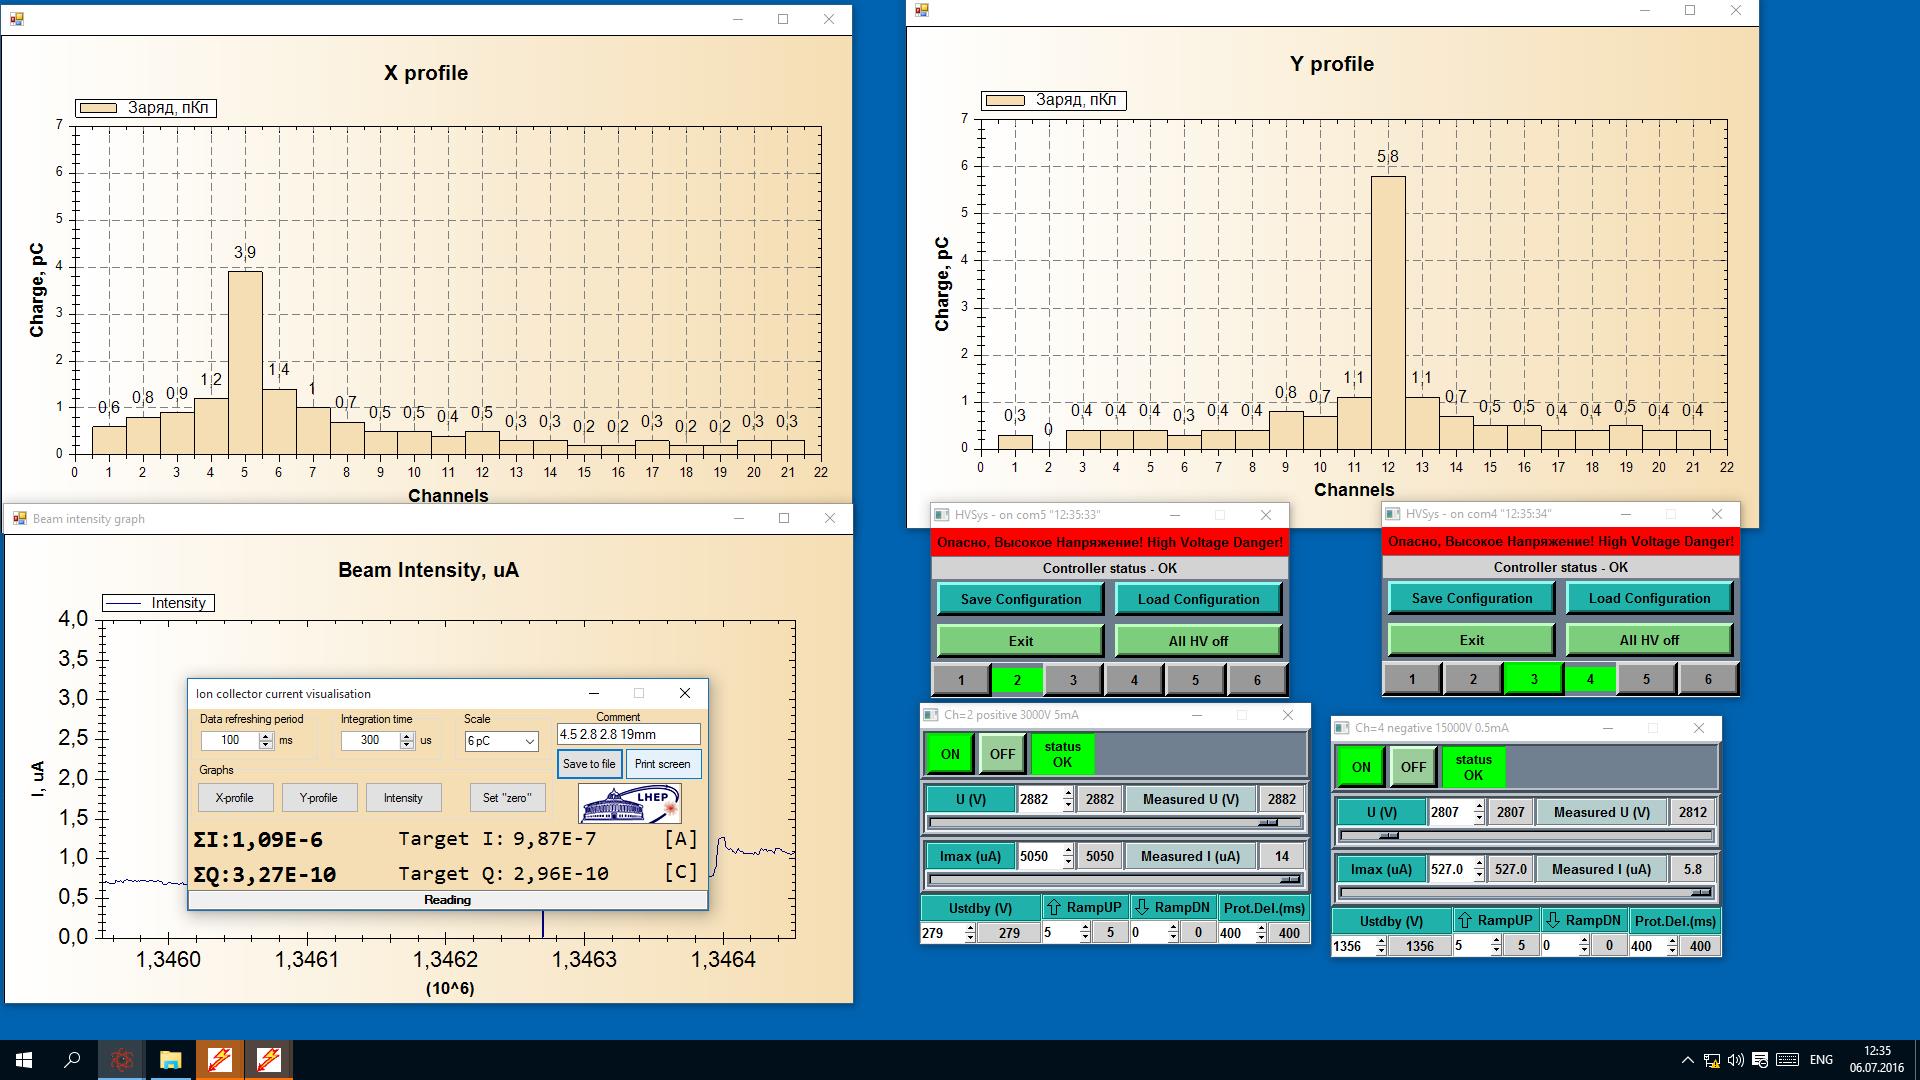 X profile
Заряд, пКл
7
6
5
4
3
2
1
0
Charge, pC
0,6 0,8 0,9 1,2 3,9 1,4 1 0,7 0,5 0,5 0,4 0,5 0,3 0,3 0,2 0,2 0,3 0,2 0,2 0,3 0,3
0 1 2 3 4 5 6 7 8 9 10 11 12 13 14 15 16 17 18 19 20 21 22
Channels
Y profile
Заряд, пКл
7
6
5
4
3
2
1
0
Charge, pC
0,3 0 0,4 0,4 0,4 0,3 0,4 0,4 0,8 0,7 1,1 5,8 1,1 0,7 0,5 0,5 0,4 0,4 0,5 0,4 0,4
0 1 2 3 4 5 6 7 8 9 10 11 12 13 14 15 16 17 18 19 20 21 22
Channels
Beam intensity graph
Beam Intensity, uA
Intensity
4,0
3,5
3,0
2,5
2,0
1,5
1,0
0,5
0,0
I, uA
1,3460 1,3461 1,3462 1,3463 1,3464
(10^6)
Ion collector current visualisation
Data refreshing period Integration time Scale Comment
100 ms 300 us 6 pC 4.5 2.8 2.8 2.8 19mm
Save to file Print screen
Graphs
X-profile Y-profile Intensity Set "zero" LHEP
ΣI:1,09E-6 Target I: 9,87E-7 [A]
ΣQ:3,27E-10 Target Q: 2,96E-10 [C]
Reading
HVSys - on com5 "12:35:33"
Опасно, Высокое Напряжение! High Voltage Danger!
Controller status - OK
Save Configuration Load Configuration
Exit All HV off
1 2 3 4 5 6
HVSys - on com4 "12:35:34"
Опасно, Высокое Напряжение! High Voltage Danger!
Controller status - OK
Save Configuration Load Configuration
Exit All HV off
1 2 3 4 5 6
Ch=2 positive 3000V 5mA
ON OFF status OK
U (V) 2882 2882 Measured U (V) 2882
Imax (uA) 5050 5050 Measured I (uA) 14
Ustdby (V) RampUP RampDN Prot.Del.(ms)
279 279 5 5 0 0 400 400
Ch=4 negative 15000V 0.5mA
ON OFF status OK
U (V) 2807 2807 Measured U (V) 2812
Imax (uA) 527.0 527.0 Measured I (uA) 5.8
Ustdby (V) RampUP RampDN Prot.Del.(ms)
1356 1356 5 5 0 0 400 400
ENG
12:35
06.07.2016